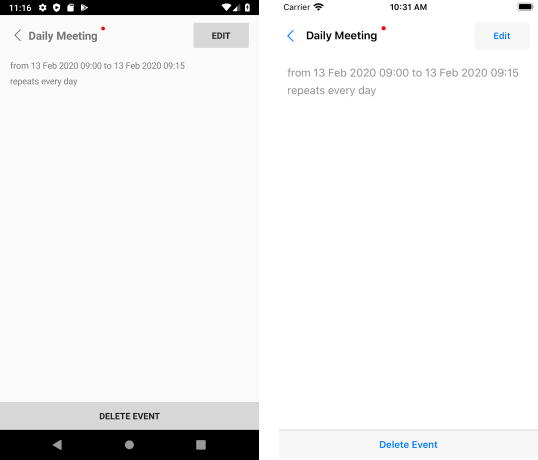 11:16
Daily Meeting
EDIT
from 13 Feb 2020 09:00 to 13 Feb 2020 09:15
repeats every day
DELETE EVENT
Carrier 10:31 AM
Daily Meeting
Edit
from 13 Feb 2020 09:00 to 13 Feb 2020 09:15
repeats every day
Delete Event